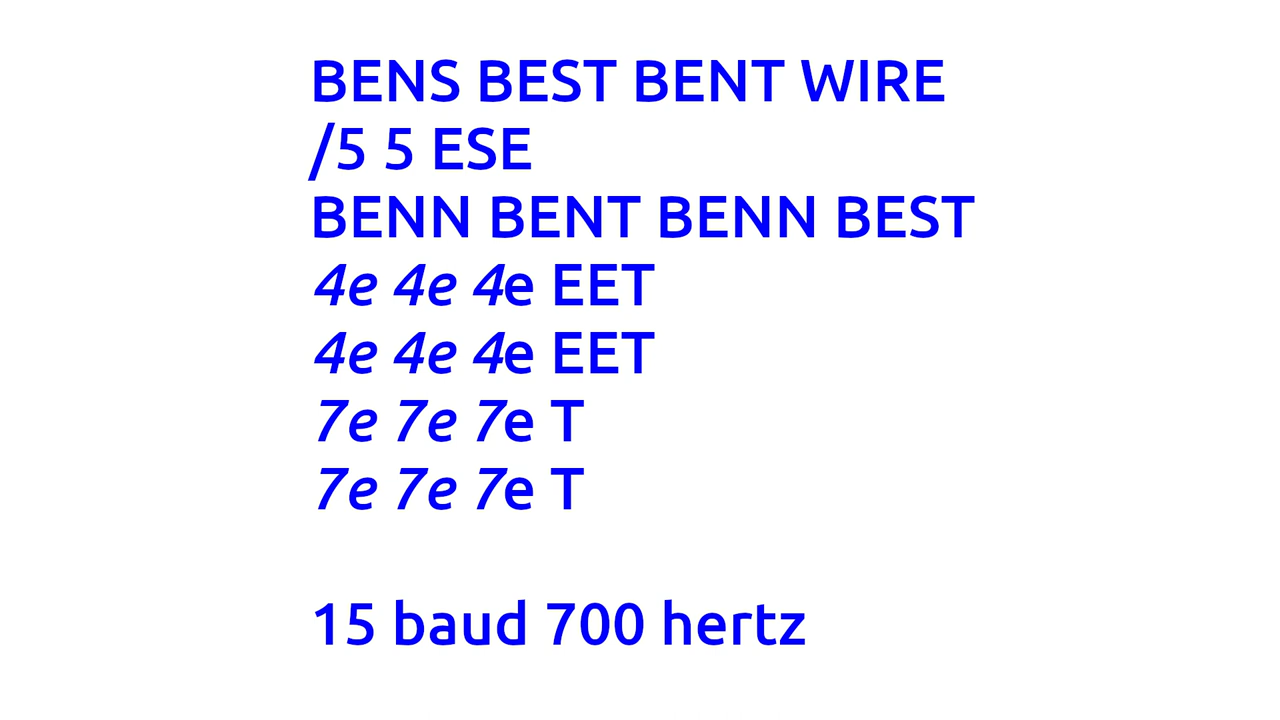 BENS BEST BENT WIRE
/5 5 ESE
BENN BENT BENN BEST
4e 4e 4e EET
4e 4e 4e EET
7e 7e 7e T
7e 7e 7e T
15 baud 700 hertz